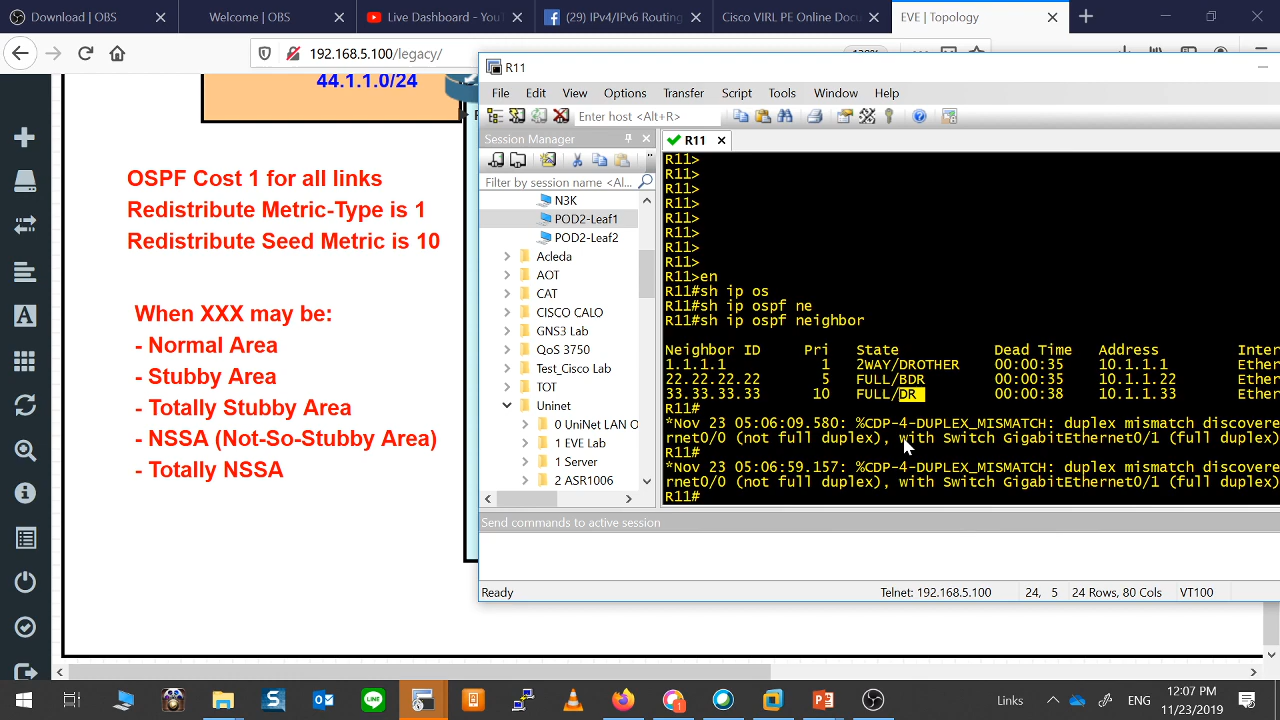 Download | OBS
Welcome | OBS
Live Dashboard - You
(29) IPv4/IPv6 Routing
Cisco VIRL PE Online Docu
EVE | Topology
192.168.5.100/legacy/
44.1.1.0/24
OSPF Cost 1 for all links
Redistribute Metric-Type is 1
Redistribute Seed Metric is 10
When XXX may be:
- Normal Area
- Stubby Area
- Totally Stubby Area
- NSSA (Not-So-Stubby Area)
- Totally NSSA
R11
File Edit View Options Transfer Script Tools Window Help
Enter host <Alt+R>
Session Manager
Filter by session name <Al...
N3K
POD2-Leaf1
POD2-Leaf2
Acleda
AOT
CAT
CISCO CALO
GNS3 Lab
QoS 3750
Test_Cisco Lab
TOT
Uninet
0 UniNet LAN O
1 EVE Lab
1 Server
2 ASR1006
R11
R11>
R11>
R11>
R11>
R11>
R11>
R11>
R11>
R11>en
R11#sh ip os
R11#sh ip ospf ne
R11#sh ip ospf neighbor
Neighbor ID Pri State Dead Time Address Inter
1.1.1.1 1 2WAY/DROTHER 00:00:35 10.1.1.1 Ether
22.22.22.22 5 FULL/BDR 00:00:35 10.1.1.22 Ether
33.33.33.33 10 FULL/DR 00:00:38 10.1.1.33 Ether
R11#
*Nov 23 05:06:09.580: %CDP-4-DUPLEX_MISMATCH: duplex mismatch discovere
rnet0/0 (not full duplex), with Switch GigabitEthernet0/1 (full duplex)
R11#
*Nov 23 05:06:59.157: %CDP-4-DUPLEX_MISMATCH: duplex mismatch discovere
rnet0/0 (not full duplex), with Switch GigabitEthernet0/1 (full duplex)
R11#
Send commands to active session
Ready
Telnet: 192.168.5.100 24, 5 24 Rows, 80 Cols VT100
Links
ENG
12:07 PM
11/23/2019